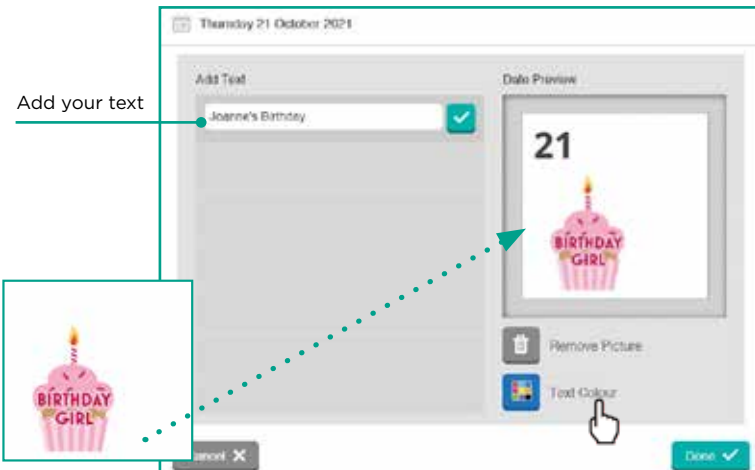 Thursday 21 October 2021
Add Text
Date Preview
Add your text
Joanne's Birthday
21
BIRTHDAY
GIRL
Remove Picture
BIRTHDAY
GIRL
Text Colour
Cancel
Done